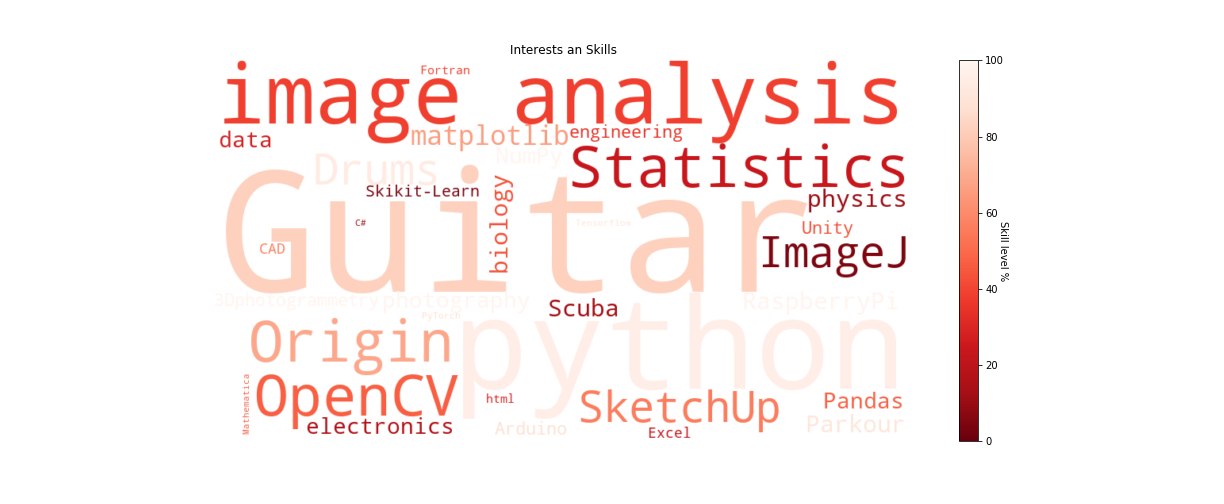 Interests an Skills
Fortran
image analysis
data
matplotlib
engineering
Drums
NumPy
Statistics
Skikit-Learn
biology
physics
Guitar
C#
Tensorflow
Unity
CAD
ImageJ
3Dphotogrammetry
photography
Scuba
RaspberryPi
PyTorch
Origin
python
Mathematica
OpenCV
html
SketchUp
Pandas
electronics
Arduino
Excel
Parkour
100
80
60
40
20
0
Skill level %